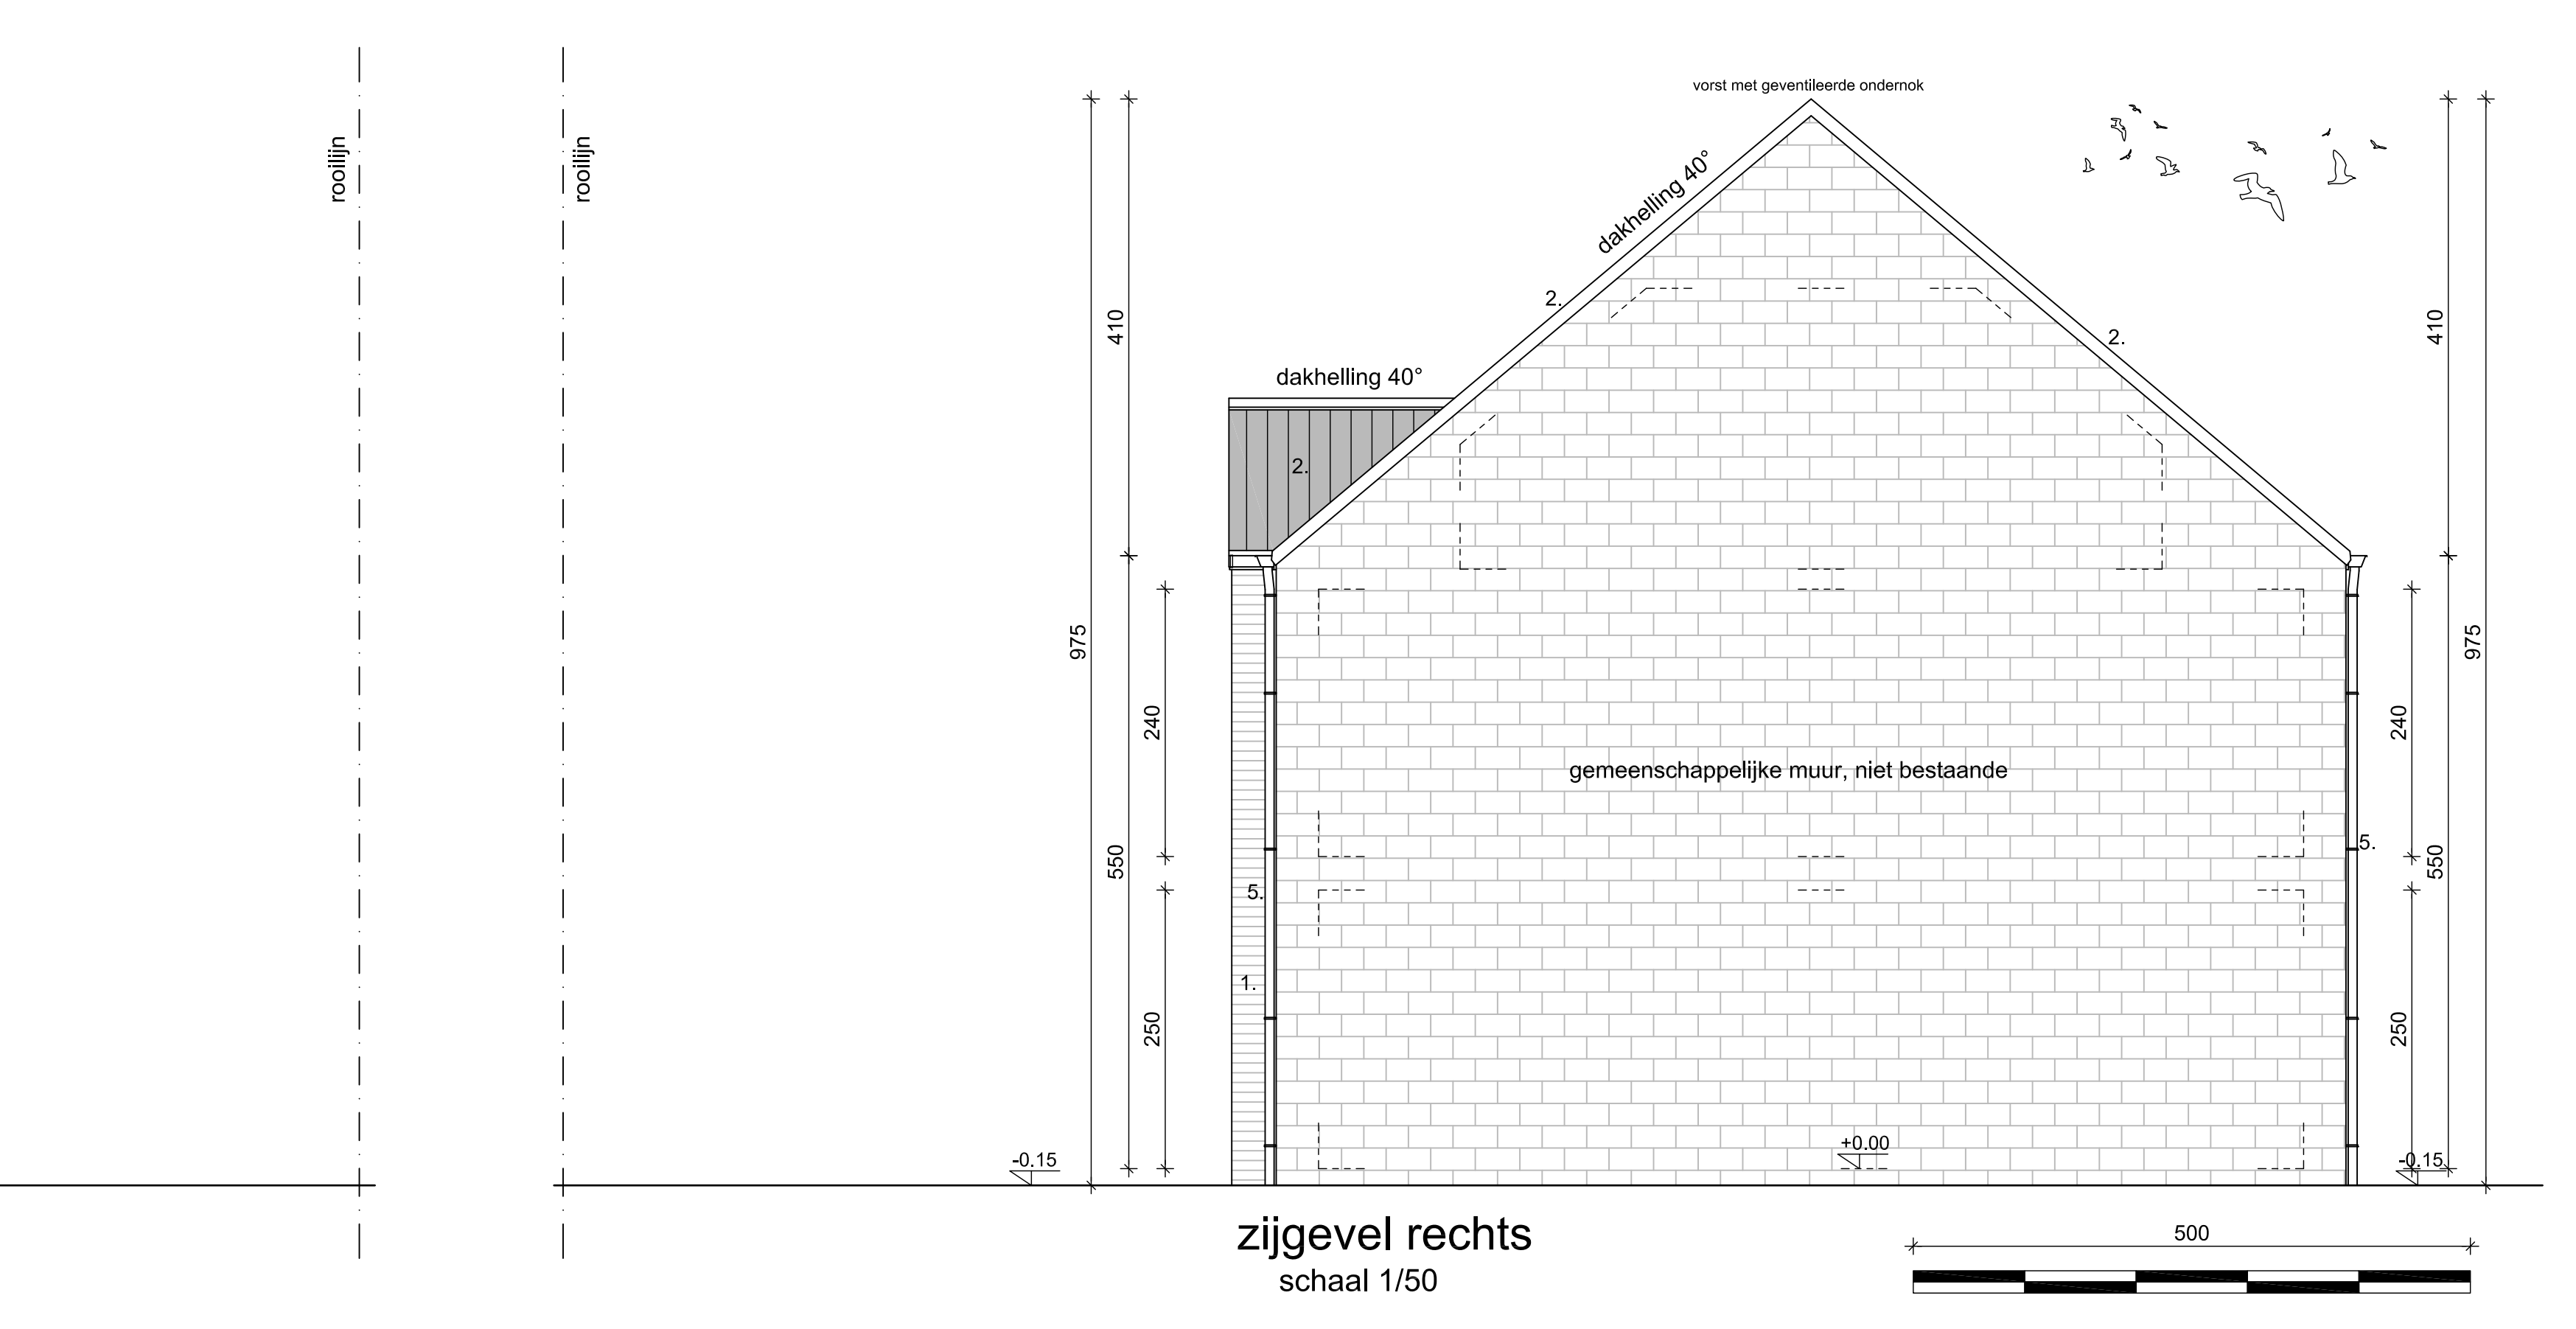 vorst met geventileerde ondernok
rooilijn
rooilijn
dakhelling 40°
2.
2.
410
410
dakhelling 40°
2.
975
975
240
240
gemeenschappelijke muur, niet bestaande
5.
550
550
5.
1.
250
250
+0.00
-0.15
-0.15
zijgevel rechts
schaal 1/50
500